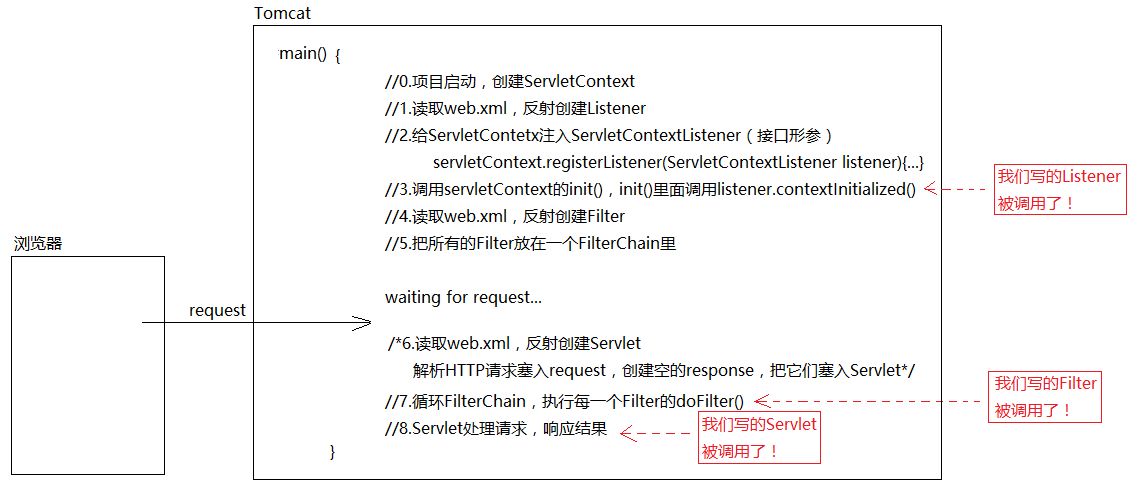 Tomcat
main() {
//0.项目启动，创建ServletContext
//1.读取web.xml，反射创建Listener
//2.给ServletContetx注入ServletContextListener（接口形参）
servletContext.registerListener(ServletContextListener listener){...}
//3.调用servletContext的init()，init()里面调用listener.contextInitialized()
我们写的Listener
被调用了！
//4.读取web.xml，反射创建Filter
//5.把所有的Filter放在一个FilterChain里
浏览器
waiting for request...
request
/*6.读取web.xml，反射创建Servlet
解析HTTP请求塞入request，创建空的response，把它们塞入Servlet*/
//7.循环FilterChain，执行每一个Filter的doFilter()
我们写的Filter
被调用了！
//8.Servlet处理请求，响应结果
我们写的Servlet
被调用了！
}